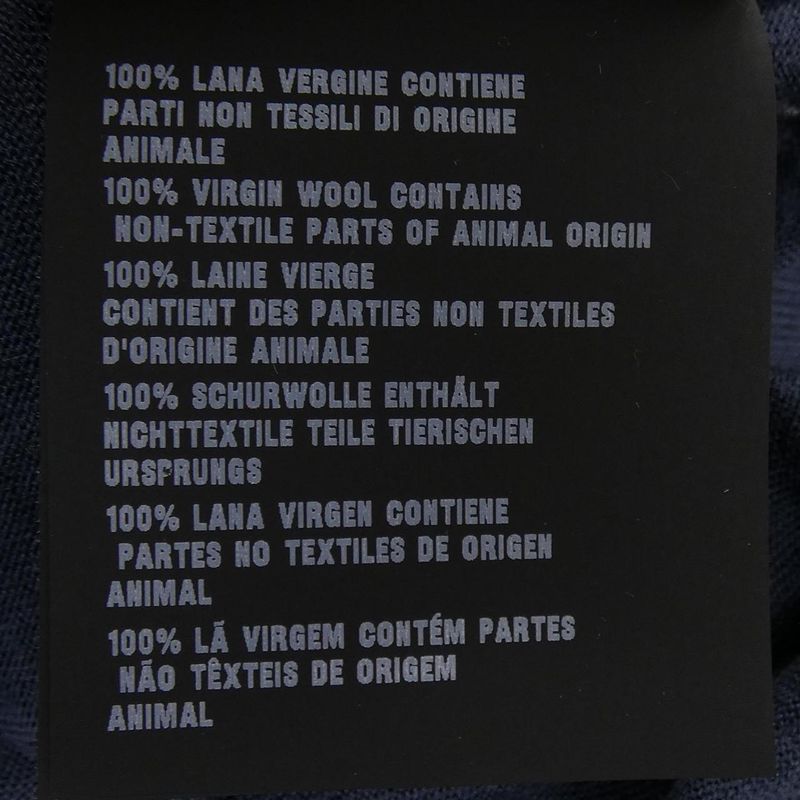 100% LANA VERGINE CONTIENE
PARTI NON TESSILI DI ORIGINE
ANIMALE
100% VIRGIN WOOL CONTAINS
NON-TEXTILE PARTS OF ANIMAL ORIGIN
100% LAINE VIERGE
CONTIENT DES PARTIES NON TEXTILES
D'ORIGINE ANIMALE
100% SCHURWOLLE ENTHÄLT
NICHTTEXTILE TEILE TIERISCHEN
URSPRUNGS
100% LANA VIRGEN CONTIENE
PARTES NO TEXTILES DE ORIGEN
ANIMAL
100% LÃ VIRGEM CONTÉM PARTES
NÃO TÊXTEIS DE ORIGEM
ANIMAL